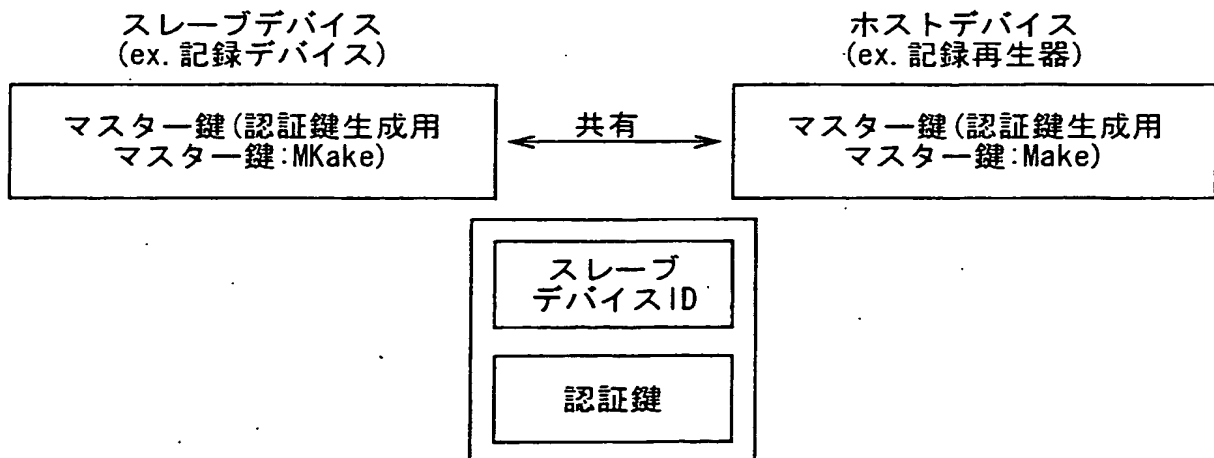 スレーブデバイス
(ex.記録デバイス)
ホストデバイス
(ex.記録再生器)
マスター鍵(認証鍵生成用
マスター鍵:MKake)
共有
マスター鍵(認証鍵生成用
マスター鍵:Make)
スレーブ
デバイスID
認証鍵